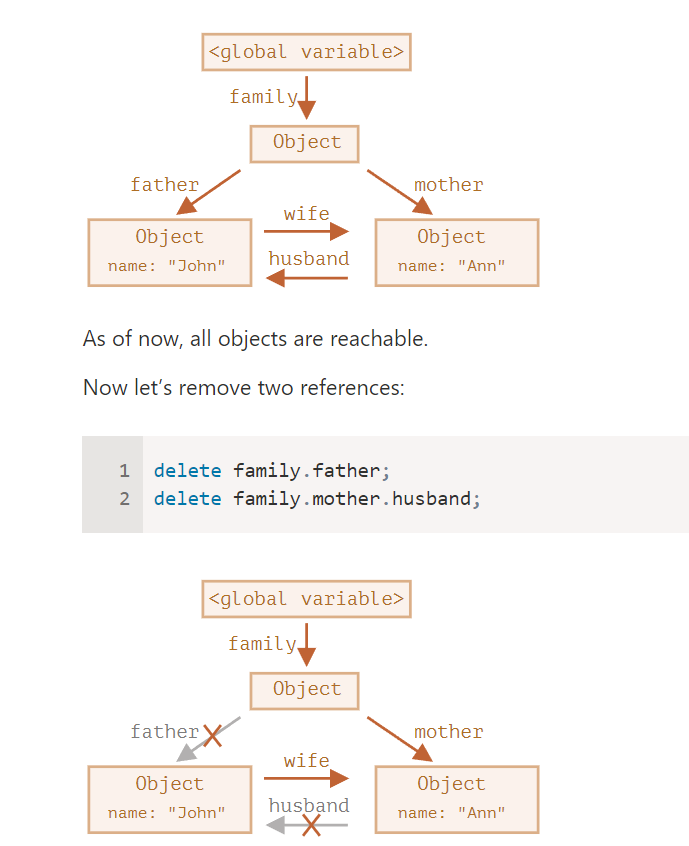 <global variable>
family
Object
father
mother
wife
Object
Object
husband
name: "John"
name: "Ann"
As of now, all objects are reachable.
Now let’s remove two references:
1 delete family.father;
2 delete family.mother.husband;
<global variable>
family
Object
father
mother
wife
Object
Object
husband
name: "John"
name: "Ann"